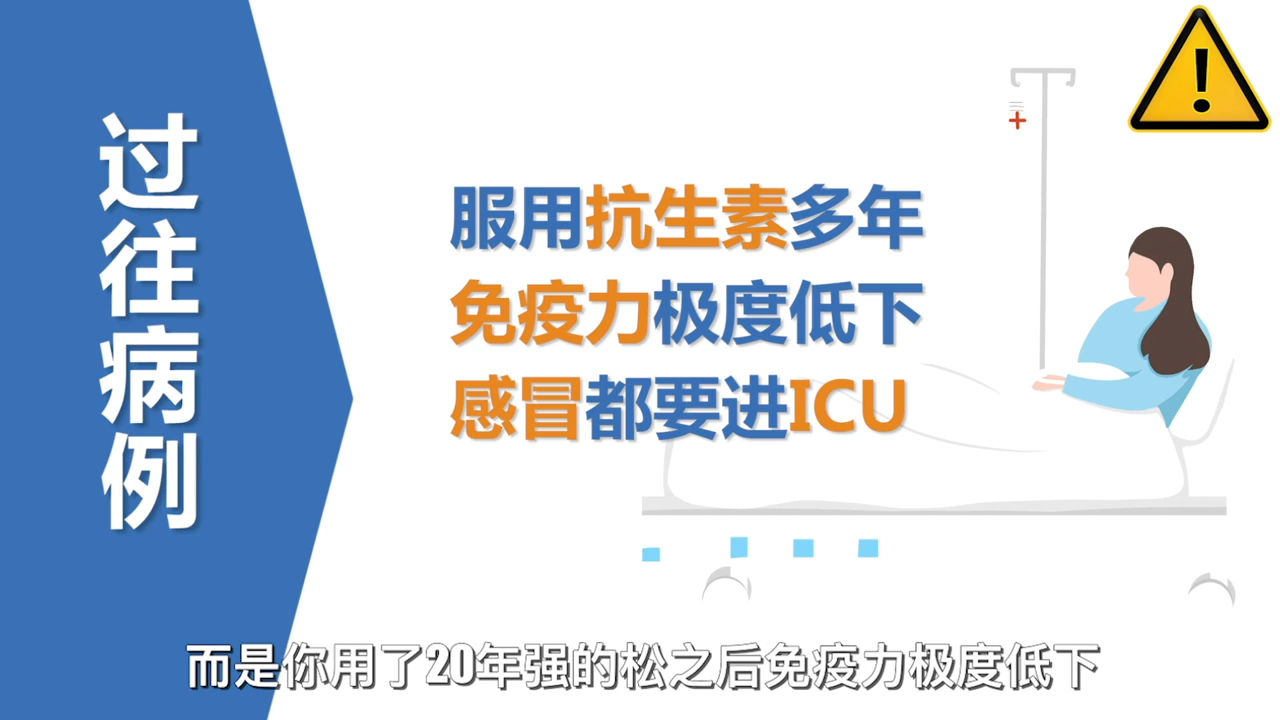 过往病例
服用抗生素多年
免疫力极度低下
感冒都要进ICU
而是你用了20年强的松之后免疫力极度低下